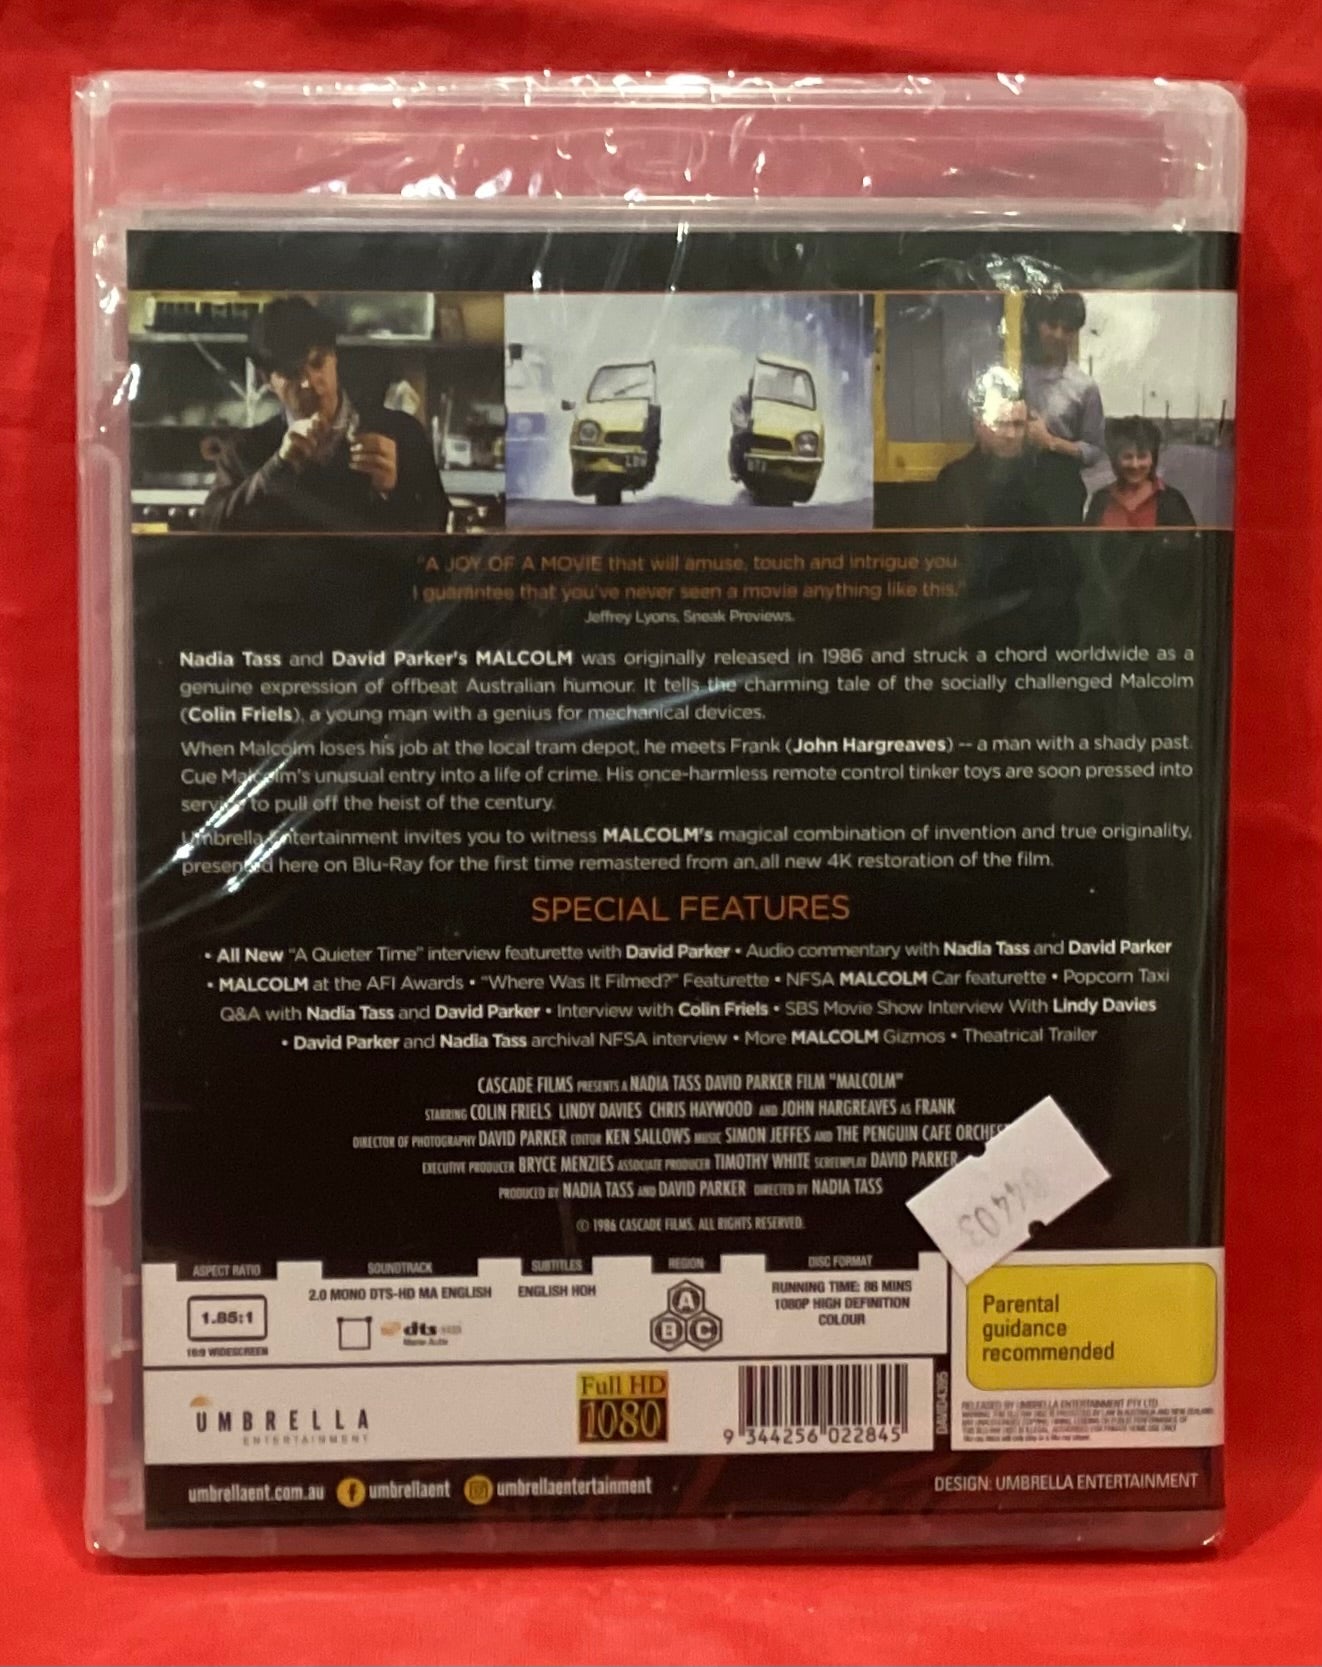 "A JOY OF A MOVIE that will amuse, touch and intrigue you
I guarantee that you've never seen a movie anything like this."
Jeffrey Lyons, Sneak Previews.
Nadia Tass and David Parker's MALCOLM was originally released in 1986 and struck a chord worldwide as a
genuine expression of offbeat Australian humour. It tells the charming tale of the socially challenged Malcolm
(Colin Friels), a young man with a genius for mechanical devices.
When Malcolm loses his job at the local tram depot, he meets Frank (John Hargreaves) -- a man with a shady past.
Cue Malcolm's unusual entry into a life of crime. His once-harmless remote control tinker toys are soon pressed into
service to pull off the heist of the century.
Umbrella Entertainment invites you to witness MALCOLM's magical combination of invention and true originality,
presented here on Blu-Ray for the first time remastered from an all new 4K restoration of the film.
SPECIAL FEATURES
• All New "A Quieter Time" interview featurette with David Parker • Audio commentary with Nadia Tass and David Parker
• MALCOLM at the AFI Awards • "Where Was It Filmed?" Featurette • NFSA MALCOLM Car featurette • Popcorn Taxi
Q&A with Nadia Tass and David Parker • Interview with Colin Friels • SBS Movie Show Interview With Lindy Davies
• David Parker and Nadia Tass archival NFSA interview • More MALCOLM Gizmos • Theatrical Trailer
CASCADE FILMS PRESENTS A NADIA TASS DAVID PARKER FILM "MALCOLM"
STARRING COLIN FRIELS LINDY DAVIES CHRIS HAYWOOD AND JOHN HARGREAVES AS FRANK
DIRECTOR OF PHOTOGRAPHY DAVID PARKER EDITOR KEN SALLOWS MUSIC SIMON JEFFES AND THE PENGUIN CAFE ORCHES
EXECUTIVE PRODUCER BRYCE MENZIES ASSOCIATE PRODUCER TIMOTHY WHITE SCREENPLAY DAVID PARKER
PRODUCED BY NADIA TASS AND DAVID PARKER DIRECTED BY NADIA TASS
© 1986 CASCADE FILMS. ALL RIGHTS RESERVED.
ASPECT RATIO SOUNDTRACK SUBTITLES REGION DISC FORMAT
1.85:1
16:9 WIDESCREEN
2.0 MONO DTS-HD MA ENGLISH
dts
ENGLISH HOH
A
B C
RUNNING TIME: 86 MINS
1080P HIGH DEFINITION
COLOUR
Parental
guidance
recommended
UMBRELLA
ENTERTAINMENT
Full HD
1080
9 344256 022845
RELEASED BY UMBRELLA ENTERTAINMENT PTY LTD
umbrellaent.com.au umbrellaent umbrellaentertainment
DESIGN: UMBRELLA ENTERTAINMENT